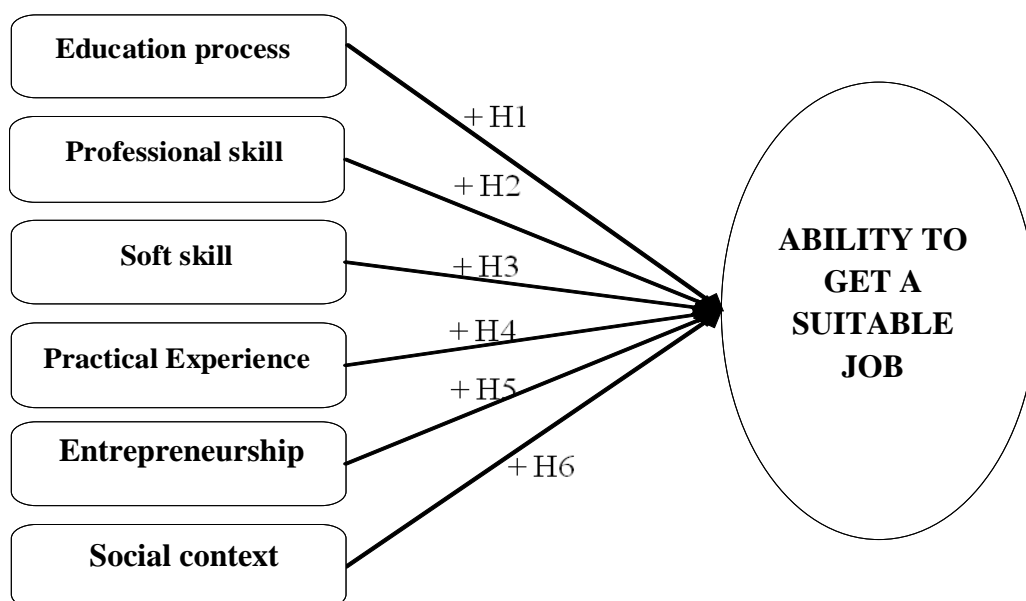 Education process
+ H1
Professional skill
+ H2
Soft skill
+ H3
Practical Experience
+ H4
Entrepreneurship
+ H5
Social context
+ H6
ABILITY TO
GET A
SUITABLE
JOB